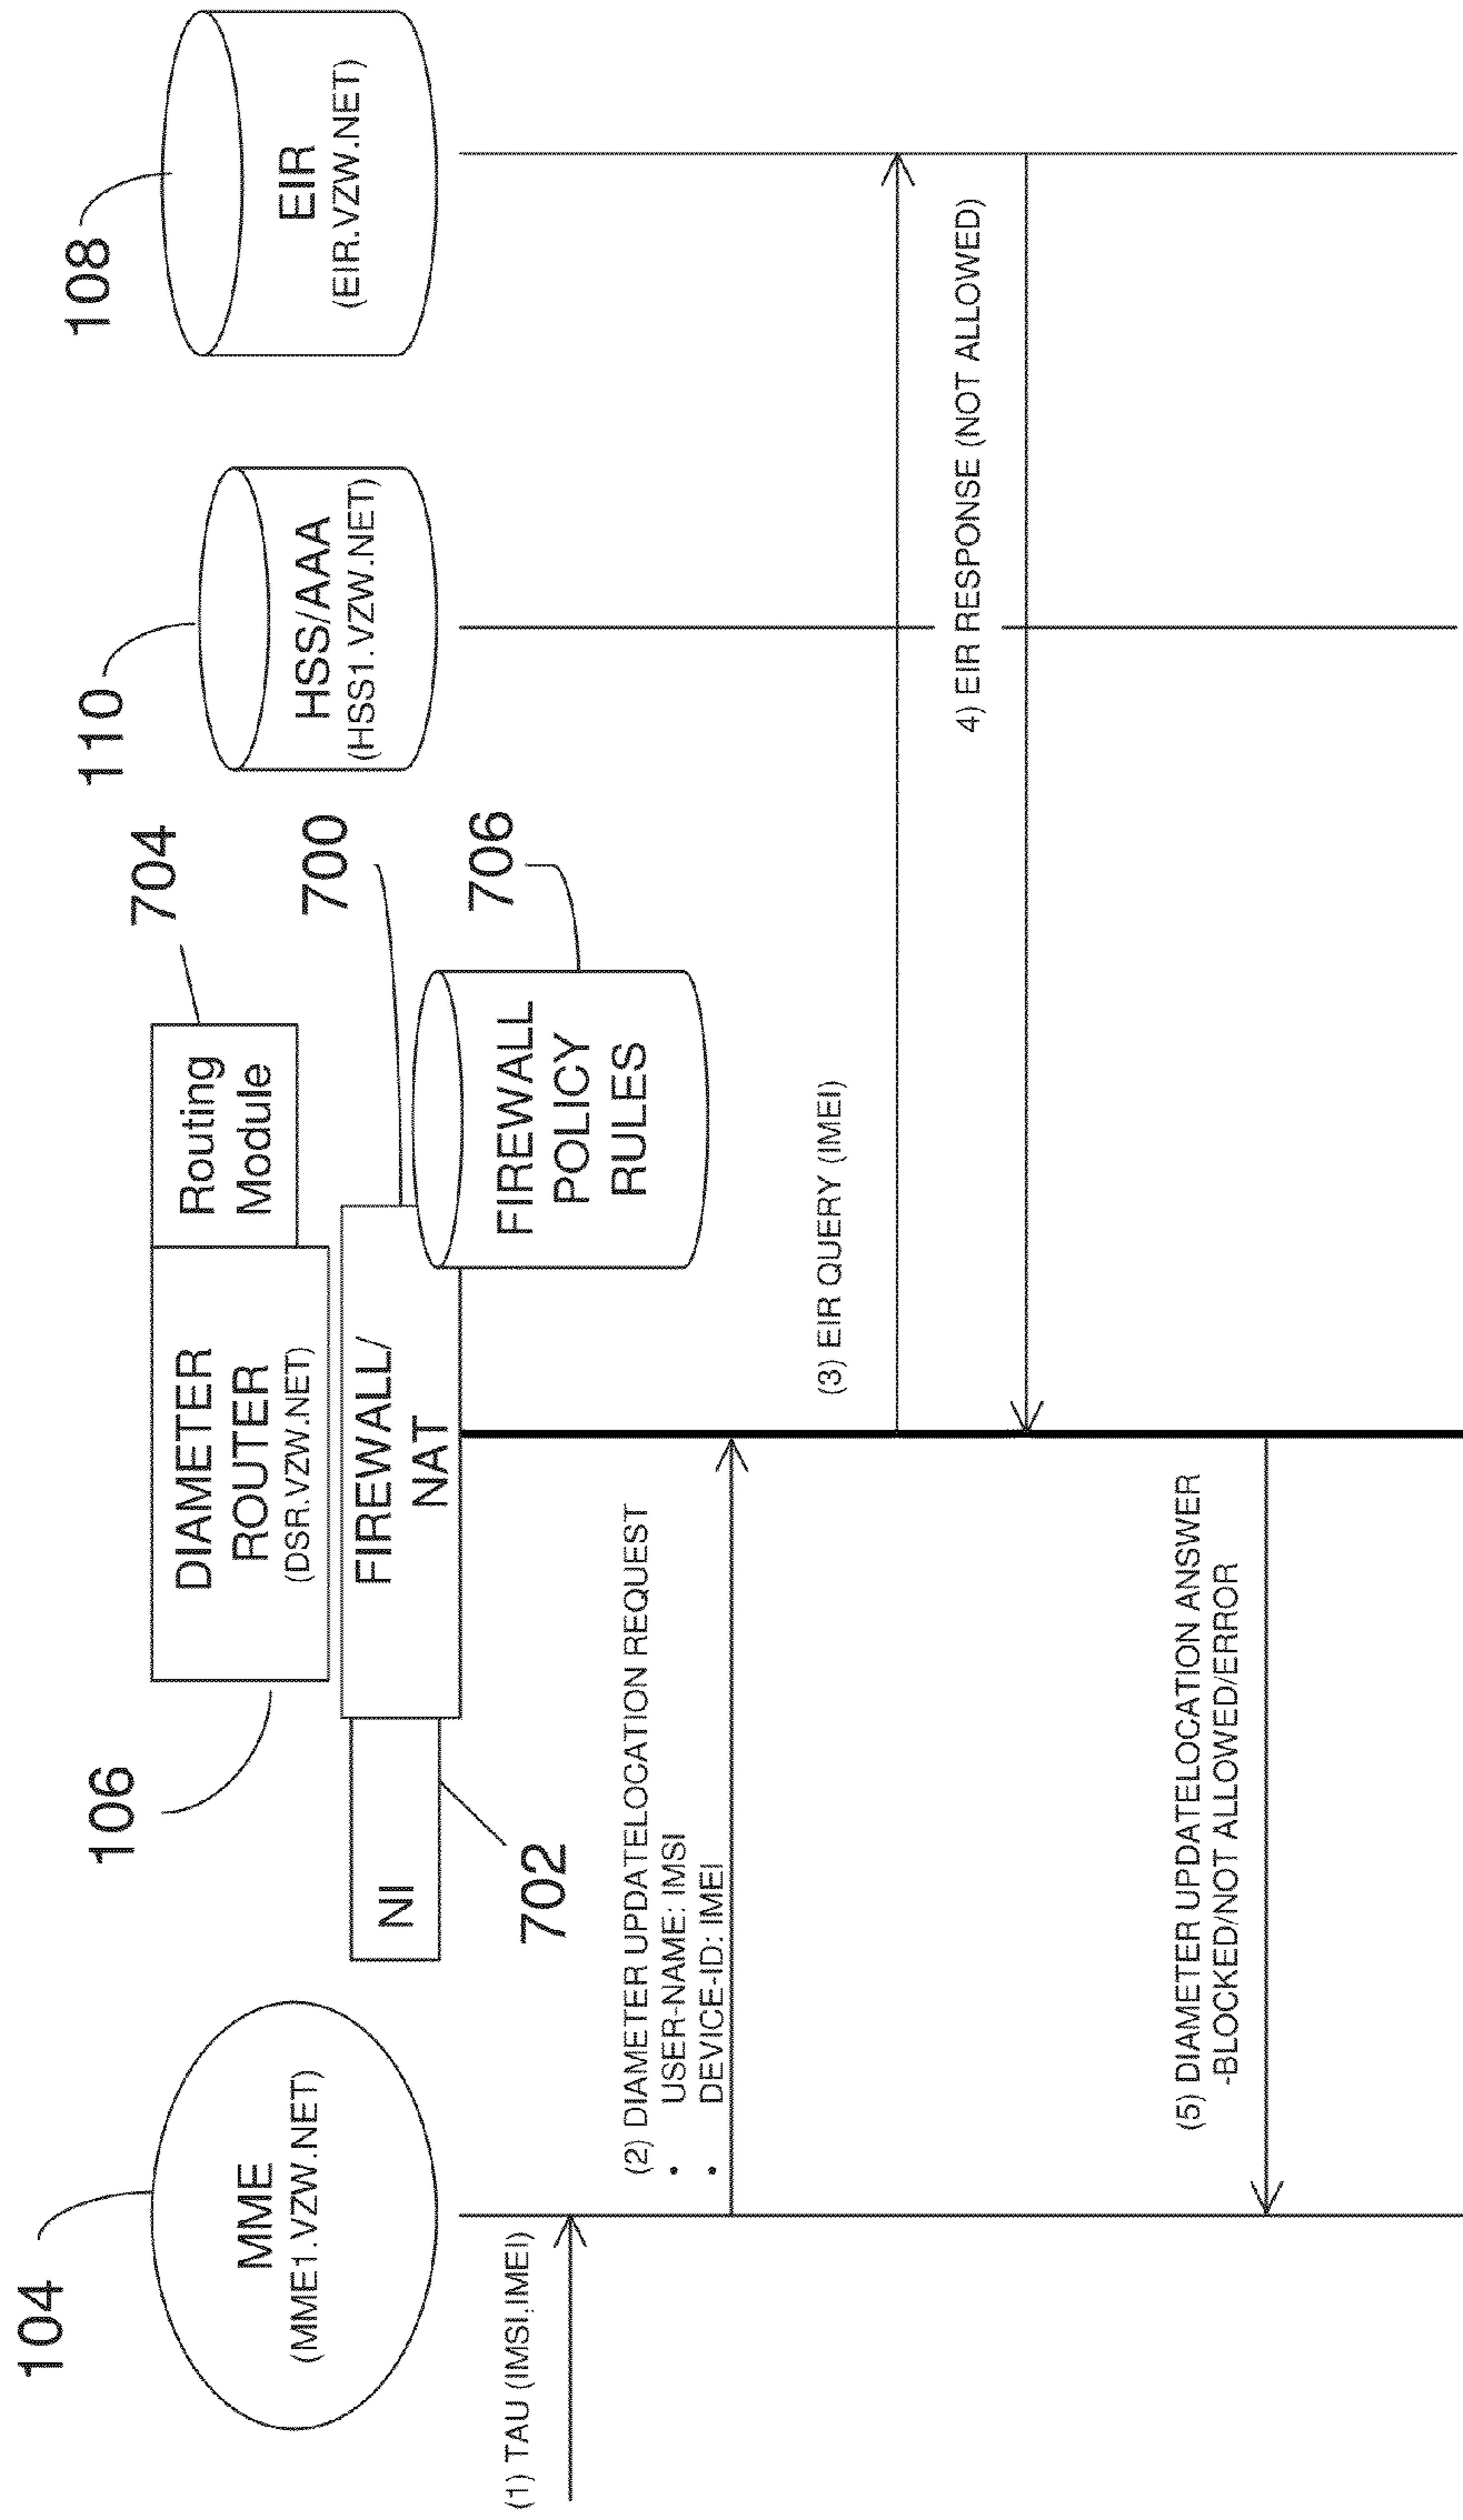 104
MME
(MME1.VZW.NET)
106
DIAMETER
ROUTER
(DSR.VZW.NET)
Routing
Module
704
NI
702
FIREWALL/
NAT
700
FIREWALL
POLICY
RULES
706
110
HSS/AAA
(HSS1.VZW.NET)
108
EIR
(EIR.VZW.NET)
(1) TAU (IMSI,IMEI)
(2) DIAMETER UPDATELOCATION REQUEST
• USER-NAME: IMSI
• DEVICE-ID: IMEI
(3) EIR QUERY (IMEI)
4) EIR RESPONSE (NOT ALLOWED)
(5) DIAMETER UPDATELOCATION ANSWER
-BLOCKED/NOT ALLOWED/ERROR